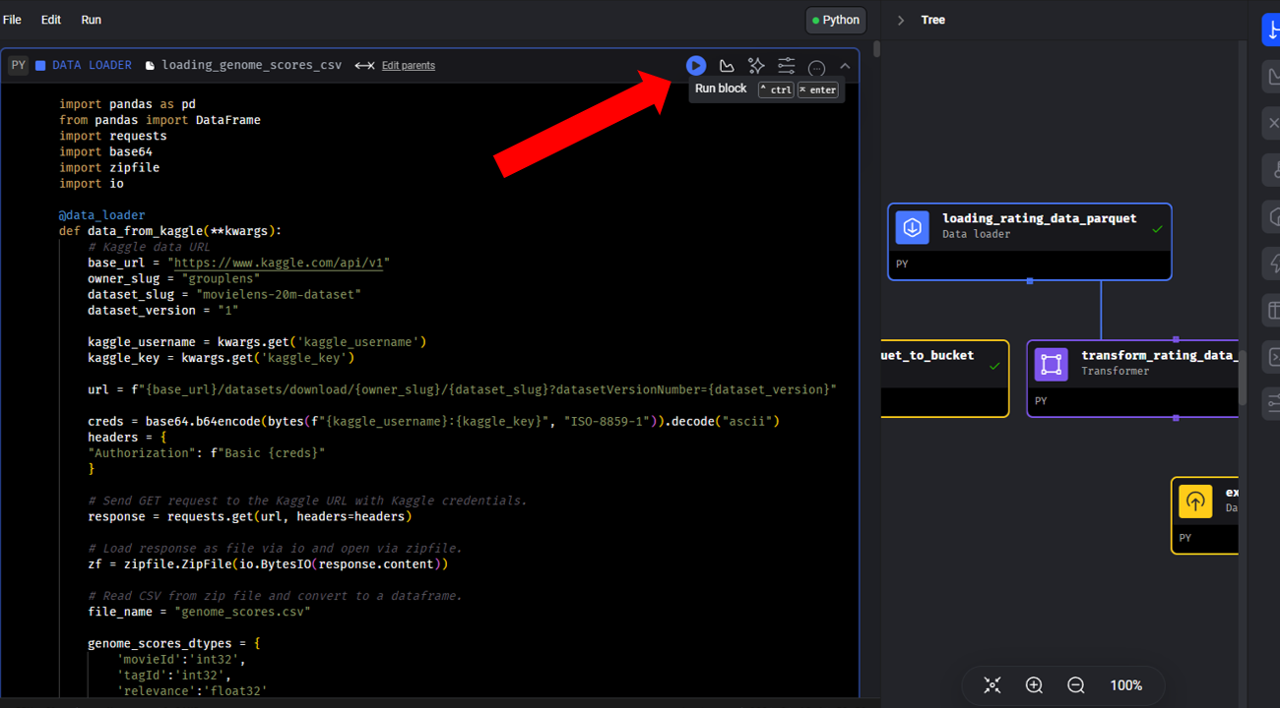 File Edit Run
Python
Tree
PY DATA LOADER loading_genome_scores_csv Edit parents
Run block ^ ctrl ⌘ enter
import pandas as pd
from pandas import DataFrame
import requests
import base64
import zipfile
import io
@data_loader
def data_from_kaggle(**kwargs):
# Kaggle data URL
base_url = "https://www.kaggle.com/api/v1"
owner_slug = "grouplens"
dataset_slug = "movielens-20m-dataset"
dataset_version = "1"
kaggle_username = kwargs.get('kaggle_username')
kaggle_key = kwargs.get('kaggle_key')
url = f"{base_url}/datasets/download/{owner_slug}/{dataset_slug}?datasetVersionNumber={dataset_version}"
creds = base64.b64encode(bytes(f"{kaggle_username}:{kaggle_key}", "ISO-8859-1")).decode("ascii")
headers = {
"Authorization": f"Basic {creds}"
}
# Send GET request to the Kaggle URL with Kaggle credentials.
response = requests.get(url, headers=headers)
# Load response as file via io and open via zipfile.
zf = zipfile.ZipFile(io.BytesIO(response.content))
# Read CSV from zip file and convert to a dataframe.
file_name = "genome_scores.csv"
genome_scores_dtypes = {
'movieId':'int32',
'tagId':'int32',
'relevance':'float32'
loading_rating_data_parquet
Data loader
PY
uet_to_bucket
transform_rating_data_
Transformer
PY
ex
Da
PY
100%